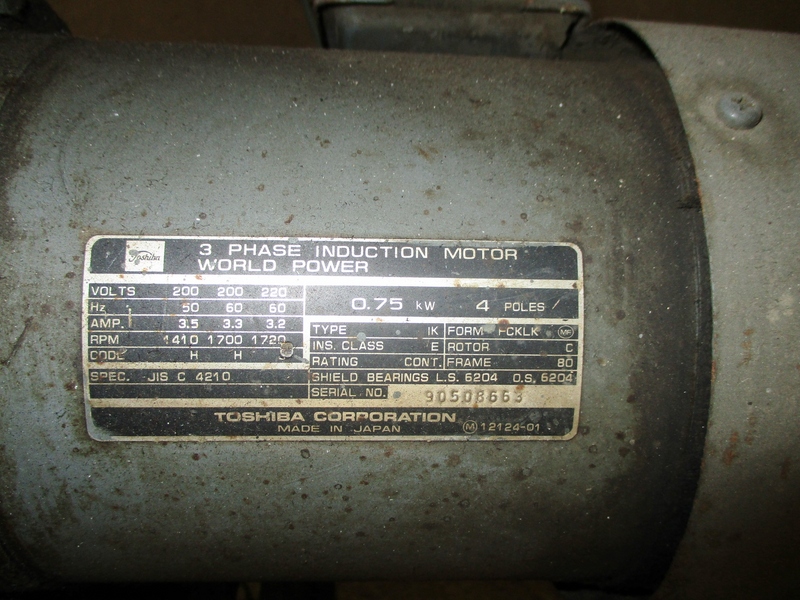 Toshiba
3 PHASE INDUCTION MOTOR
WORLD POWER
VOLTS 200 200 220
Hz 50 60 60
AMP. 3.5 3.3 3.2
RPM 1410 1700 1720
CODE H H
SPEC. JIS C 4210
0.75 kW 4 POLES
TYPE IK FORM FCKLK MF
INS. CLASS E ROTOR C
RATING CONT. FRAME 80
SHIELD BEARINGS L.S. 6204 O.S. 6204
SERIAL NO. 90508663
TOSHIBA CORPORATION
MADE IN JAPAN M 12124-01